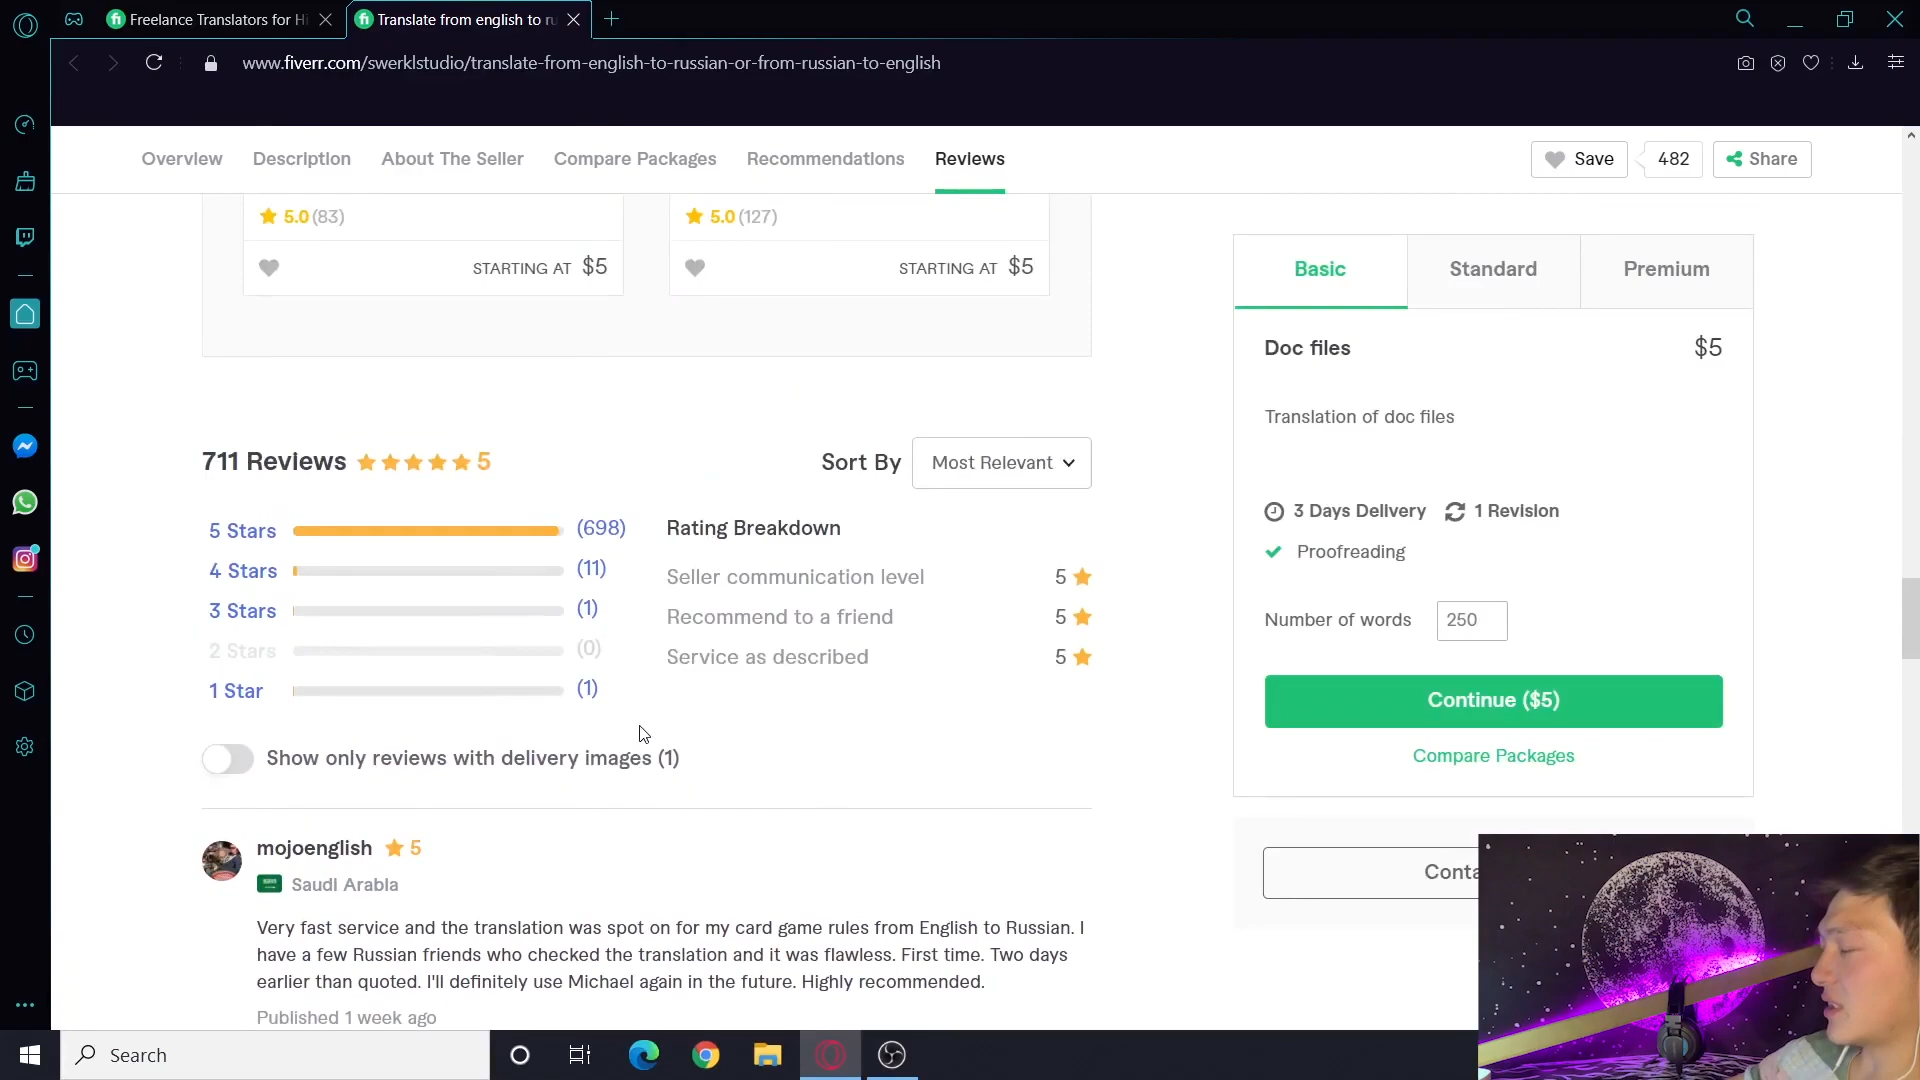 Freelance Translators for Hi
Translate from english to ru
www.fiverr.com/swerklstudio/translate-from-english-to-russian-or-from-russian-to-english
Overview
Description
About The Seller
Compare Packages
Recommendations
Reviews
Save
482
Share
5.0 (83)
5.0 (127)
STARTING AT $5
STARTING AT $5
Basic
Standard
Premium
Doc files
$5
Translation of doc files
711 Reviews
5
Sort By
Most Relevant
5 Stars
(698)
4 Stars
(11)
3 Stars
(1)
2 Stars
(0)
1 Star
(1)
Rating Breakdown
Seller communication level
5
Recommend to a friend
5
Service as described
5
3 Days Delivery
1 Revision
Proofreading
Number of words
250
Continue ($5)
Compare Packages
Show only reviews with delivery images (1)
mojoenglish
5
Saudi Arabia
Very fast service and the translation was spot on for my card game rules from English to Russian. I
have a few Russian friends who checked the translation and it was flawless. First time. Two days
earlier than quoted. I'll definitely use Michael again in the future. Highly recommended.
Published 1 week ago
Conta
Search